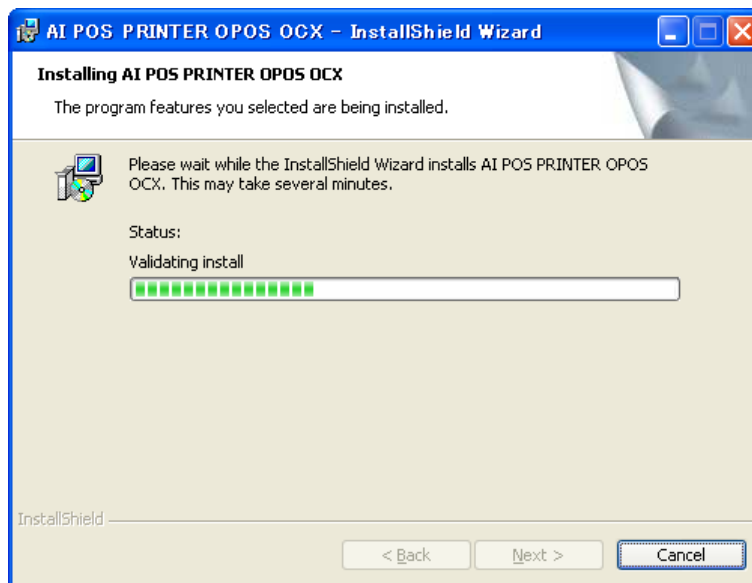 AI POS PRINTER OPOS OCX - InstallShield Wizard
Installing AI POS PRINTER OPOS OCX
The program features you selected are being installed.
Please wait while the InstallShield Wizard installs AI POS PRINTER OPOS
OCX. This may take several minutes.
Status:
Validating install
InstallShield
< Back
Next >
Cancel